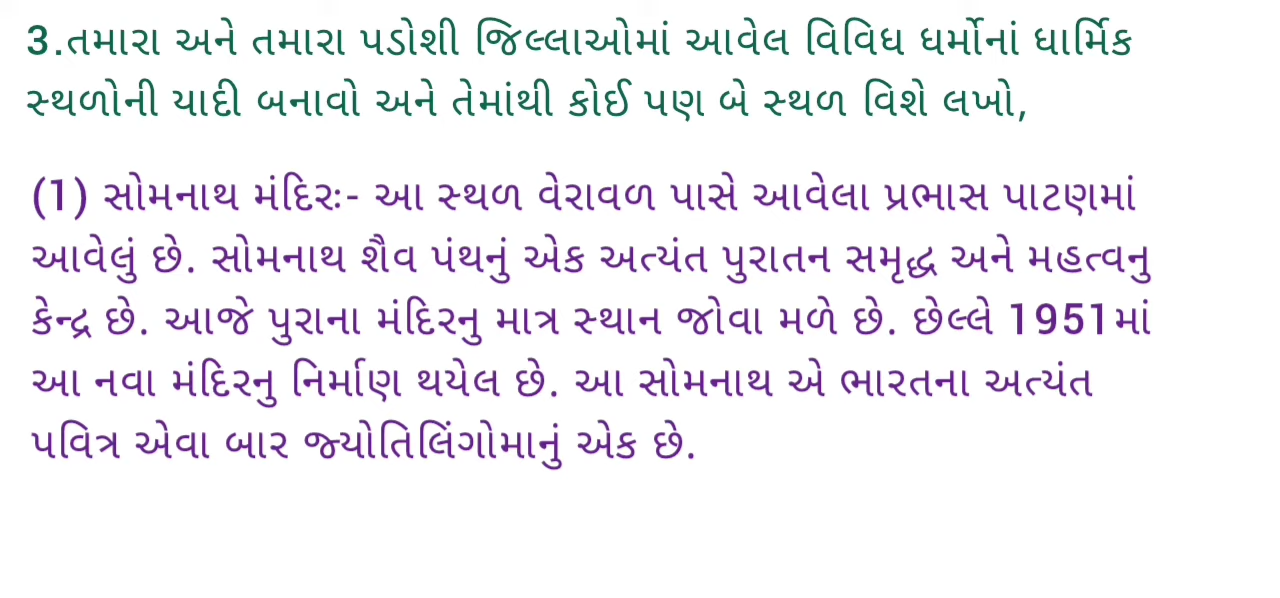 3.તમારા અને તમારા પડોશી જિલ્લાઓમાં આવેલ વિવિધ ધર્મોનાં ધાર્મિક
સ્થળોની યાદી બનાવો અને તેમાંથી કોઈ પણ બે સ્થળ વિશે લખો,
(1) સોમનાથ મંદિરઃ- આ સ્થળ વેરાવળ પાસે આવેલા પ્રભાસ પાટણમાં
આવેલું છે. સોમનાથ શૈવ પંથનું એક અત્યંત પુરાતન સમૃદ્ધ અને મહત્વનુ
કેન્દ્ર છે. આજે પુરાના મંદિરનુ માત્ર સ્થાન જોવા મળે છે. છેલ્લે 1951માં
આ નવા મંદિરનુ નિર્માણ થયેલ છે. આ સોમનાથ એ ભારતના અત્યંત
પવિત્ર એવા બાર જ્યોતિલિંગોમાનું એક છે.